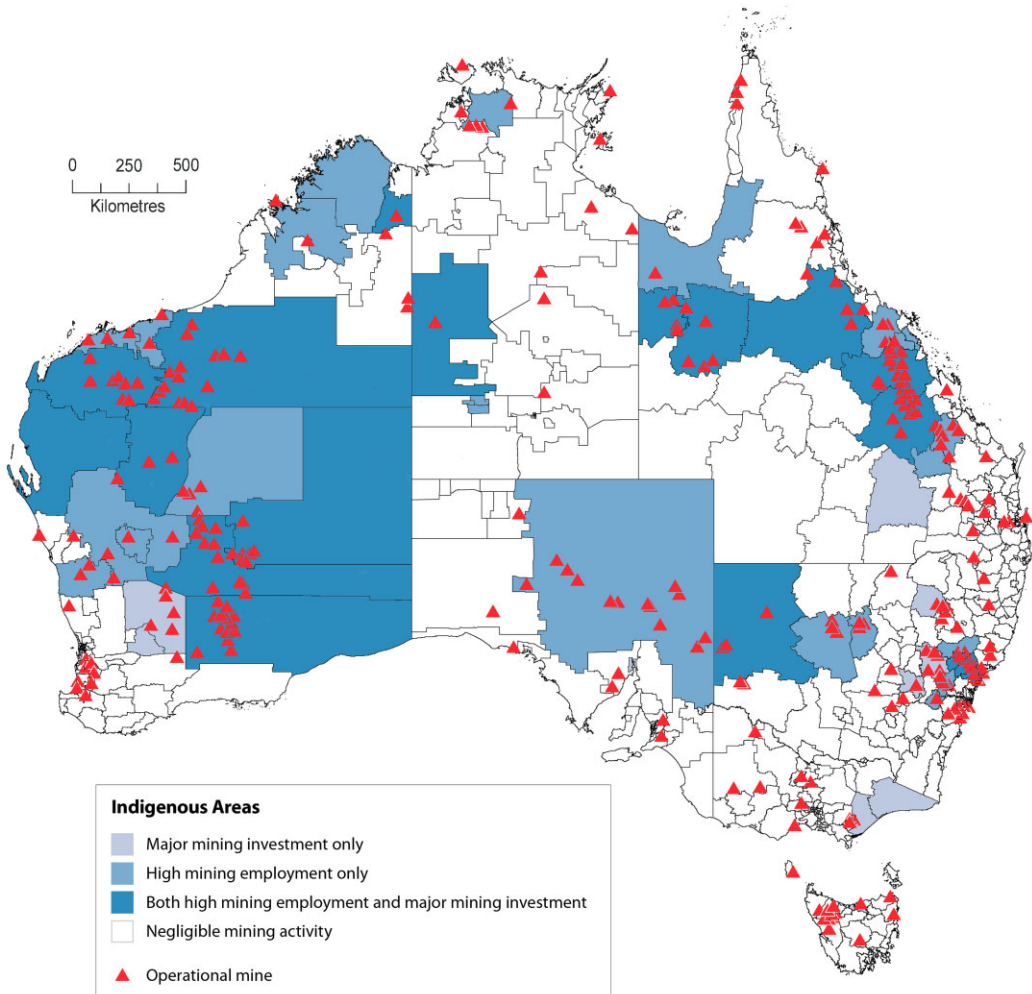 0 250 500
Kilometres
Indigenous Areas
Major mining investment only
High mining employment only
Both high mining employment and major mining investment
Negligible mining activity
Operational mine